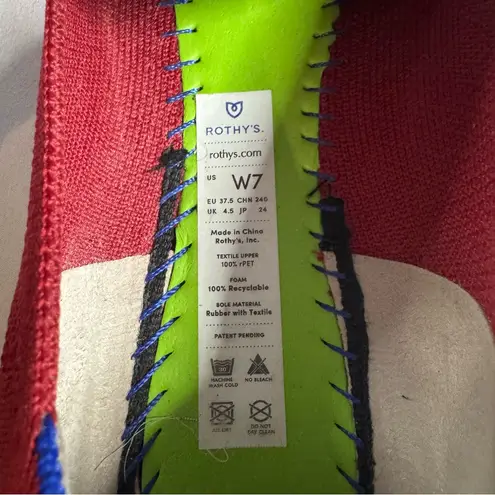 ROTHY'S.
rothys.com
US W7
EU 37.5 CHN 240
UK 4.5 JP 24
Made in China
Rothy's, Inc.
TEXTILE UPPER
100% rPET
FOAM
100% Recyclable
SOLE MATERIAL
Rubber with Textile
PATENT PENDING
MACHINE
WASH COLD
NO BLEACH
AIR DRY
DO NOT
DRY CLEAN